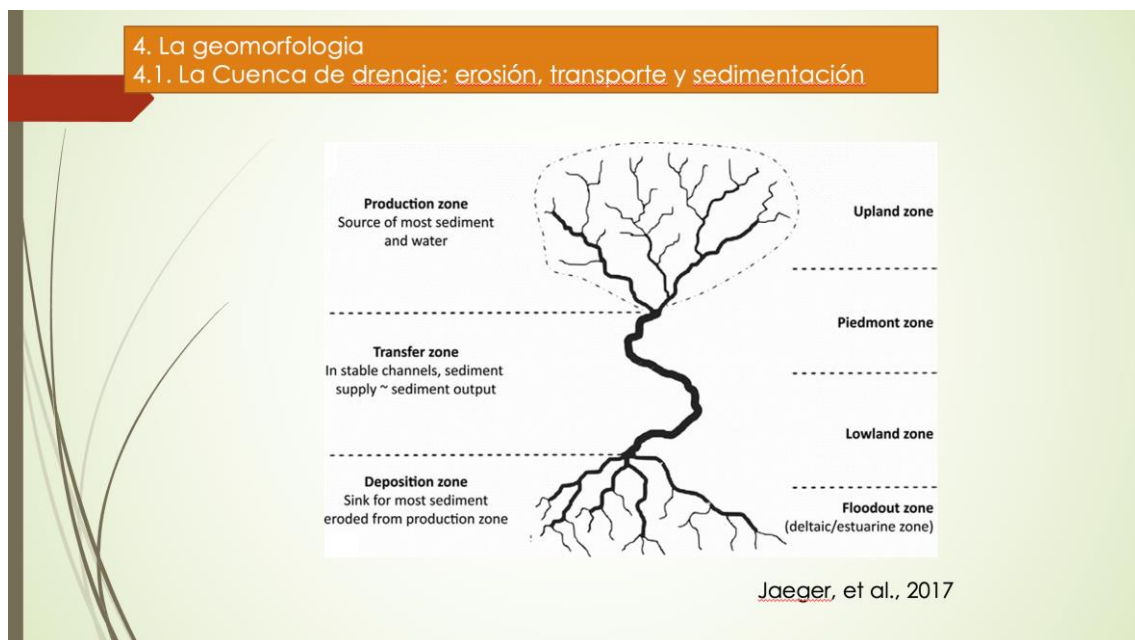 4. La geomorfologia
4.1. La Cuenca de drenaje: erosión, transporte y sedimentación
Production zone
Source of most sediment
and water
Upland zone
Piedmont zone
Transfer zone
In stable channels, sediment
supply ~ sediment output
Lowland zone
Deposition zone
Sink for most sediment
eroded from production zone
Floodout zone
(deltaic/estuarine zone)
Jaeger, et al., 2017